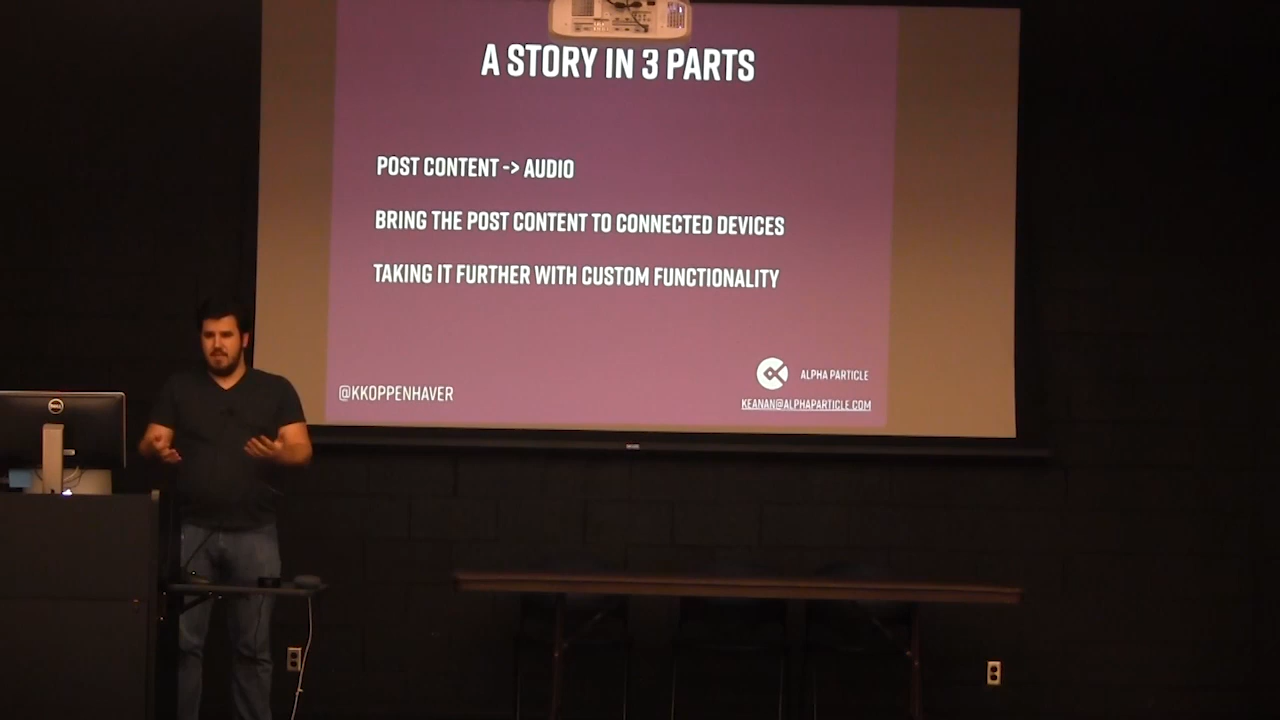 A STORY IN 3 PARTS
POST CONTENT -> AUDIO
BRING THE POST CONTENT TO CONNECTED DEVICES
TAKING IT FURTHER WITH CUSTOM FUNCTIONALITY
@KKOPPENHAVER
ALPHA PARTICLE
KEANAN@ALPHAPARTICLE.COM
DELL